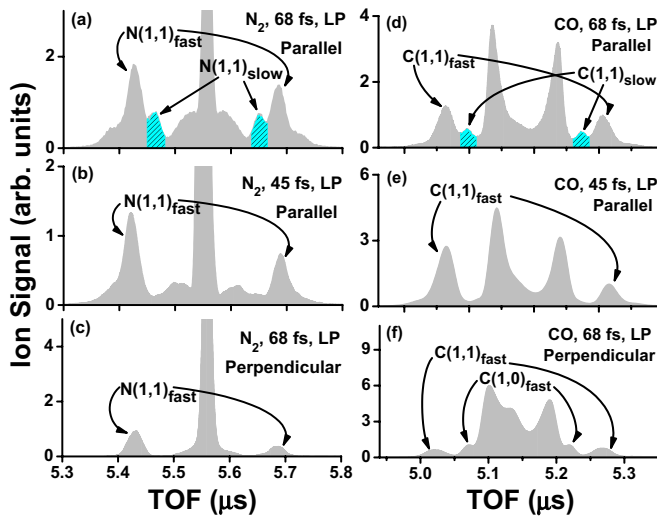 Ion Signal (arb. units)
(a)
N₂, 68 fs, LP
Parallel
N(1,1)fast
N(1,1)slow
2
0
(b)
N₂, 45 fs, LP
Parallel
N(1,1)fast
2
1
0
(c)
N₂, 68 fs, LP
Perpendicular
N(1,1)fast
4
2
0
5.3 5.4 5.5 5.6 5.7 5.8
TOF (μs)
(d)
CO, 68 fs, LP
Parallel
C(1,1)fast
C(1,1)slow
4
2
0
(e)
CO, 45 fs, LP
Parallel
C(1,1)fast
6
3
0
(f)
CO, 68 fs, LP
Perpendicular
C(1,1)fast
C(1,0)fast
9
6
3
0
5.0 5.1 5.2 5.3
TOF (μs)